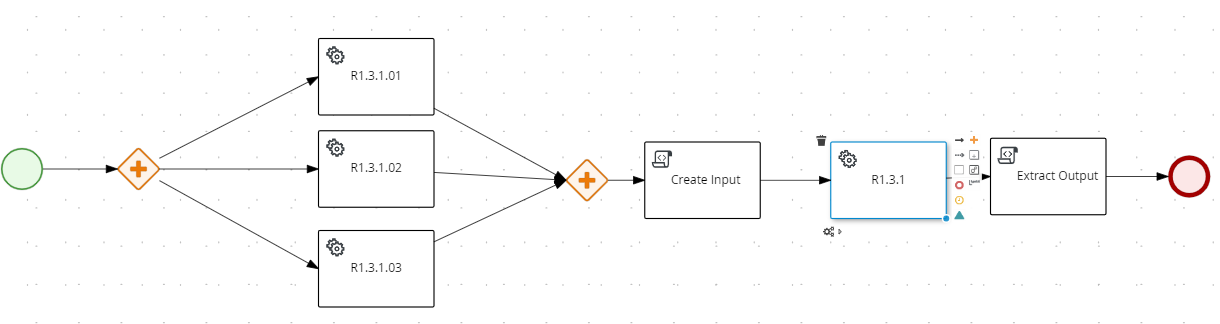 R1.3.1.01
R1.3.1.02
R1.3.1.03
Create Input
R1.3.1
Extract Output